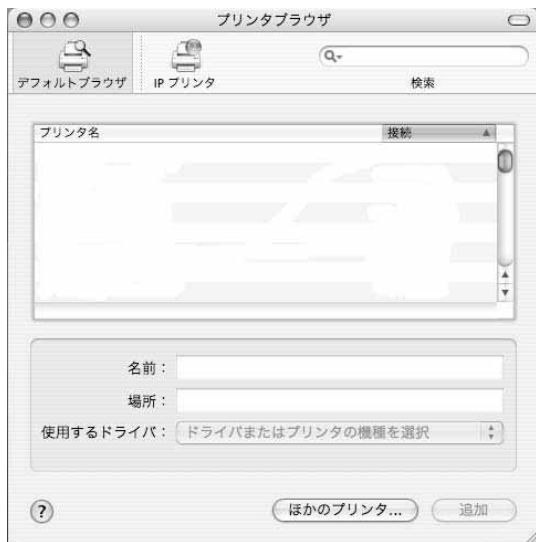 プリンタブラウザ
デフォルトブラウザ
IP プリンタ
検索
プリンタ名
接続
名前：
場所：
使用するドライバ：
ドライバまたはプリンタの機種を選択
?
ほかのプリンタ...
追加